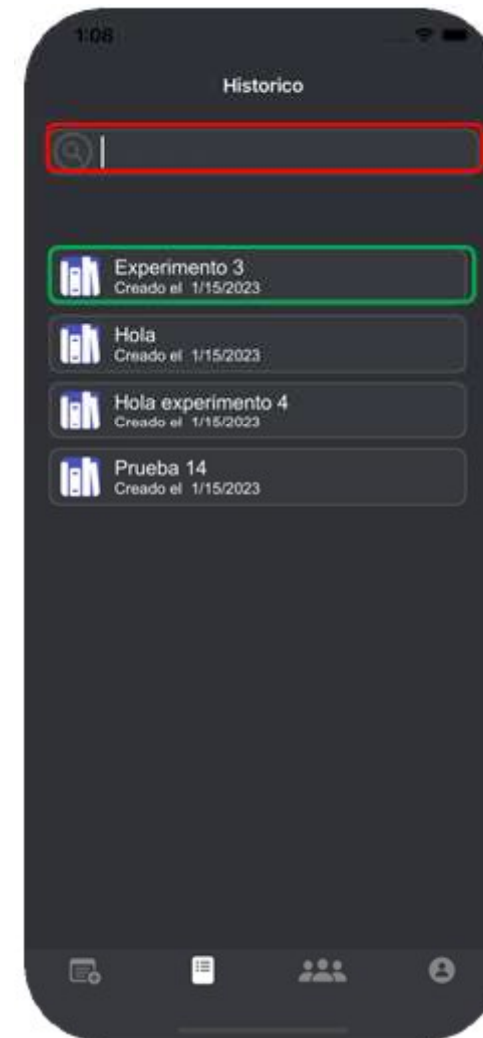 1:08
Historico
Experimento 3
Creado el 1/15/2023
Hola
Creado el 1/15/2023
Hola experimento 4
Creado el 1/15/2023
Prueba 14
Creado el 1/15/2023